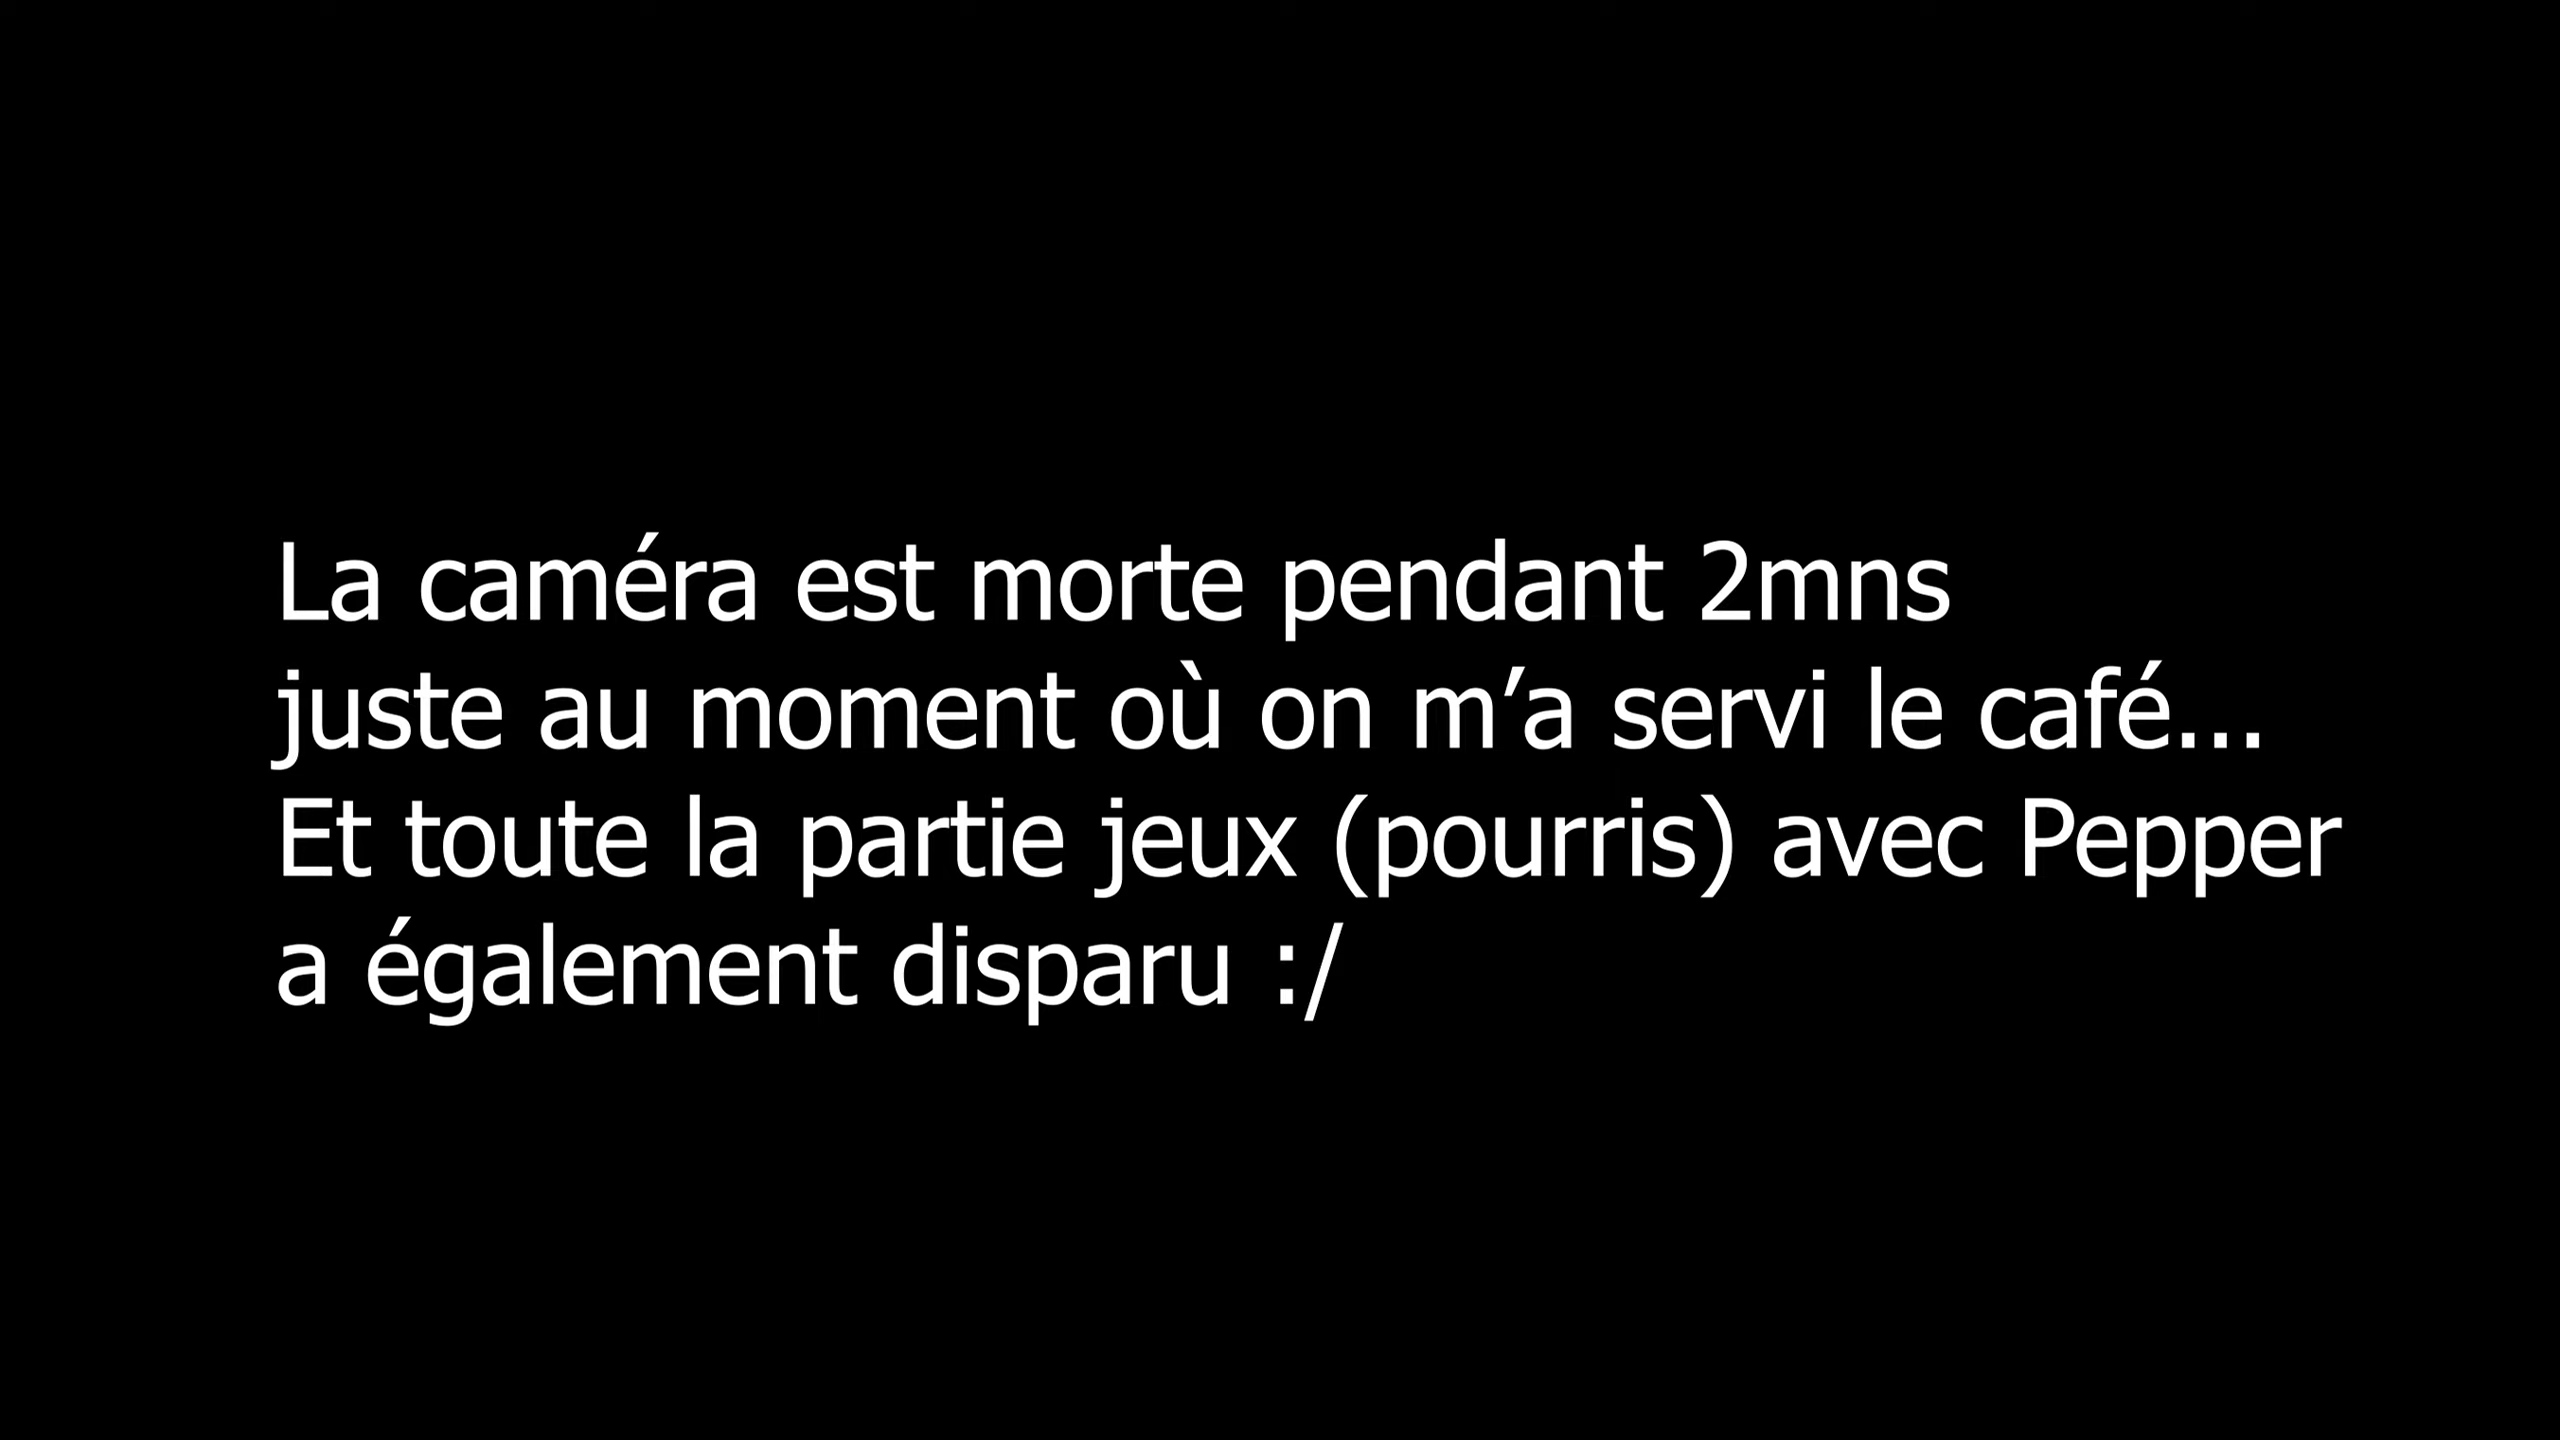 La caméra est morte pendant 2mns
juste au moment où on m’a servi le café...
Et toute la partie jeux (pourris) avec Pepper
a également disparu :/